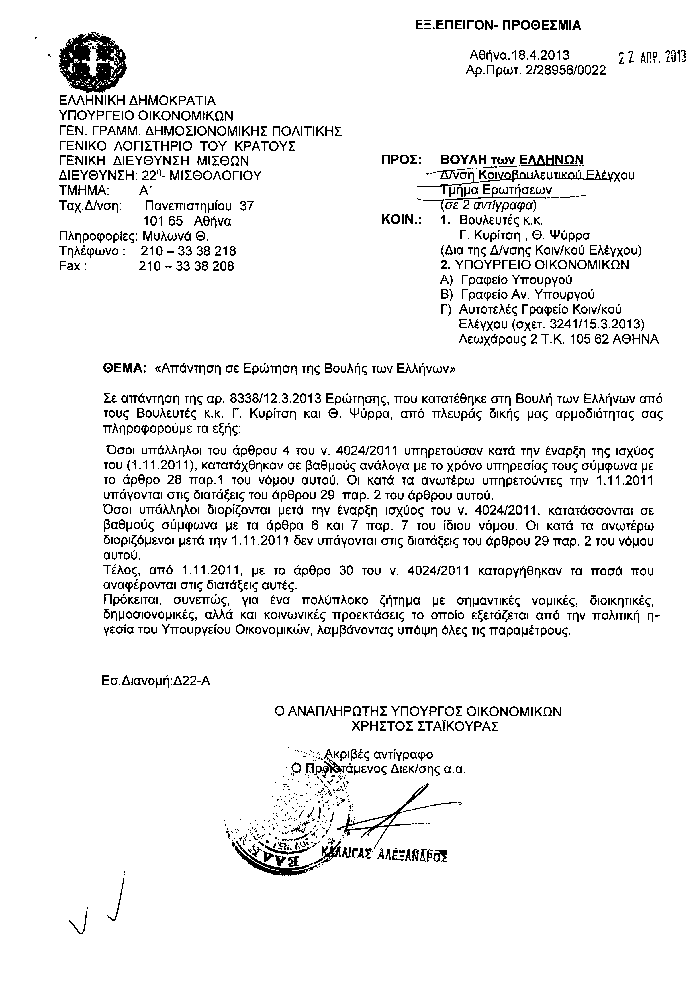 ΕΞ.ΕΠΕΙΓΟΝ- ΠΡΟΘΕΣΜΙΑ
Αθήνα,18.4.2013
22 ΑΠΡ. 2013
Αρ.Πρωτ. 2/28956/0022
ΕΛΛΗΝΙΚΗ ΔΗΜΟΚΡΑΤΙΑ
ΥΠΟΥΡΓΕΙΟ ΟΙΚΟΝΟΜΙΚΩΝ
ΓΕΝ. ΓΡΑΜΜ. ΔΗΜΟΣΙΟΝΟΜΙΚΗΣ ΠΟΛΙΤΙΚΗΣ
ΓΕΝΙΚΟ ΛΟΓΙΣΤΗΡΙΟ ΤΟΥ ΚΡΑΤΟΥΣ
ΓΕΝΙΚΗ ΔΙΕΥΘΥΝΣΗ ΜΙΣΘΩΝ
ΔΙΕΥΘΥΝΣΗ: 22η- ΜΙΣΘΟΛΟΓΙΟΥ
ΤΜΗΜΑ: Α΄
Ταχ.Δ/νση: Πανεπιστημίου 37
101 65 Αθήνα
Πληροφορίες: Μυλωνά Θ.
Τηλέφωνο : 210 – 33 38 218
Fax : 210 – 33 38 208
ΠΡΟΣ: ΒΟΥΛΗ των ΕΛΛΗΝΩΝ
Δ/νση Κοινοβουλευτικού Ελέγχου
Τμήμα Ερωτήσεων
(σε 2 αντίγραφα)
ΚΟΙΝ.: 1. Βουλευτές κ.κ.
Γ. Κυρίτση , Θ. Ψύρρα
(Δια της Δ/νσης Κοιν/κού Ελέγχου)
2. ΥΠΟΥΡΓΕΙΟ ΟΙΚΟΝΟΜΙΚΩΝ
Α) Γραφείο Υπουργού
Β) Γραφείο Αν. Υπουργού
Γ) Αυτοτελές Γραφείο Κοιν/κού
Ελέγχου (σχετ. 3241/15.3.2013)
Λεωχάρους 2 Τ.Κ. 105 62 ΑΘΗΝΑ
ΘΕΜΑ: «Απάντηση σε Ερώτηση της Βουλής των Ελλήνων»
Σε απάντηση της αρ. 8338/12.3.2013 Ερώτησης, που κατατέθηκε στη Βουλή των Ελλήνων από
τους Βουλευτές κ.κ. Γ. Κυρίτση και Θ. Ψύρρα, από πλευράς δικής μας αρμοδιότητας σας
πληροφορούμε τα εξής:
Όσοι υπάλληλοι του άρθρου 4 του ν. 4024/2011 υπηρετούσαν κατά την έναρξη της ισχύος
του (1.11.2011), κατατάχθηκαν σε βαθμούς ανάλογα με το χρόνο υπηρεσίας τους σύμφωνα με
το άρθρο 28 παρ.1 του νόμου αυτού. Οι κατά τα ανωτέρω υπηρετούντες την 1.11.2011
υπάγονται στις διατάξεις του άρθρου 29 παρ. 2 του άρθρου αυτού.
Όσοι υπάλληλοι διορίζονται μετά την έναρξη ισχύος του ν. 4024/2011, κατατάσσονται σε
βαθμούς σύμφωνα με τα άρθρα 6 και 7 παρ. 7 του ίδιου νόμου. Οι κατά τα ανωτέρω
διοριζόμενοι μετά την 1.11.2011 δεν υπάγονται στις διατάξεις του άρθρου 29 παρ. 2 του νόμου
αυτού.
Τέλος, από 1.11.2011, με το άρθρο 30 του ν. 4024/2011 καταργήθηκαν τα ποσά που
αναφέρονται στις διατάξεις αυτές.
Πρόκειται, συνεπώς, για ένα πολύπλοκο ζήτημα με σημαντικές νομικές, διοικητικές,
δημοσιονομικές, αλλά και κοινωνικές προεκτάσεις το οποίο εξετάζεται από την πολιτική η-
γεσία του Υπουργείου Οικονομικών, λαμβάνοντας υπόψη όλες τις παραμέτρους.
Εσ.Διανομή:Δ22-Α
Ο ΑΝΑΠΛΗΡΩΤΗΣ ΥΠΟΥΡΓΟΣ ΟΙΚΟΝΟΜΙΚΩΝ
ΧΡΗΣΤΟΣ ΣΤΑΪΚΟΥΡΑΣ
Ακριβές αντίγραφο
Ο Προϊστάμενος Διεκ/σης α.α.
ΓΕΝ. ΛΟΓ.
ΚΑΛΛΙΓΑΣ ΑΛΕΞΑΝΔΡΟΣ